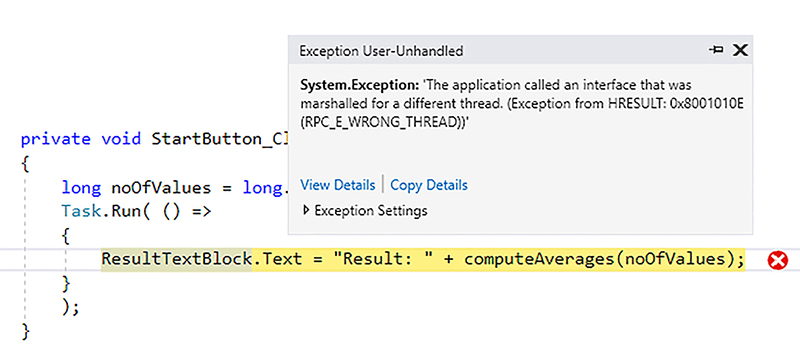 Exception User-Unhandled
System.Exception: 'The application called an interface that was
marshalled for a different thread. (Exception from HRESULT: 0x8001010E
(RPC_E_WRONG_THREAD))'
View Details | Copy Details
Exception Settings
private void StartButton_Cl
{
long noOfValues = long.
Task.Run( () =>
{
ResultTextBlock.Text = "Result: " + computeAverages(noOfValues);
}
);
}